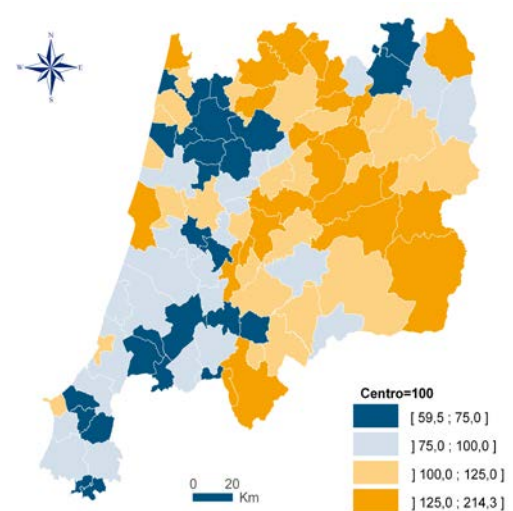 N
W E
S
Centro=100
[ 59,5 ; 75,0 ]
] 75,0 ; 100,0 ]
] 100,0 ; 125,0 ]
] 125,0 ; 214,3 ]
0 20
Km